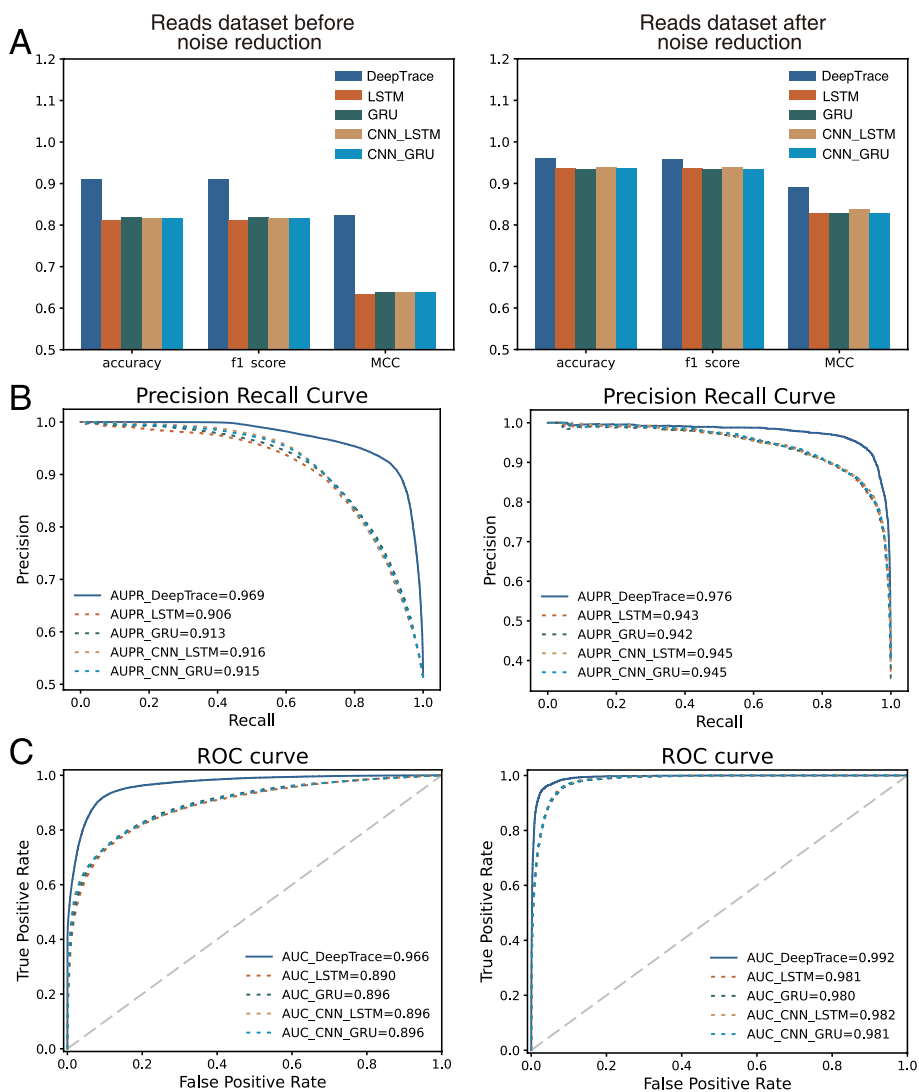 A
Reads dataset before
noise reduction
1.2
1.1
1.0
0.9
0.8
0.7
0.6
0.5
DeepTrace
LSTM
GRU
CNN_LSTM
CNN_GRU
accuracy
f1 score
MCC
Reads dataset after
noise reduction
1.2
1.1
1.0
0.9
0.8
0.7
0.6
0.5
DeepTrace
LSTM
GRU
CNN_LSTM
CNN_GRU
accuracy
f1 score
MCC
B
Precision Recall Curve
Precision
1.0
0.9
0.8
0.7
0.6
0.5
AUPR_DeepTrace=0.969
AUPR_LSTM=0.906
AUPR_GRU=0.913
AUPR_CNN_LSTM=0.916
AUPR_CNN_GRU=0.915
0.0 0.2 0.4 0.6 0.8 1.0
Recall
Precision Recall Curve
Precision
1.0
0.9
0.8
0.7
0.6
0.5
0.4
AUPR_DeepTrace=0.976
AUPR_LSTM=0.943
AUPR_GRU=0.942
AUPR_CNN_LSTM=0.945
AUPR_CNN_GRU=0.945
0.0 0.2 0.4 0.6 0.8 1.0
Recall
C
ROC curve
True Positive Rate
1.0
0.8
0.6
0.4
0.2
0.0
AUC_DeepTrace=0.966
AUC_LSTM=0.890
AUC_GRU=0.896
AUC_CNN_LSTM=0.896
AUC_CNN_GRU=0.896
0.0 0.2 0.4 0.6 0.8 1.0
False Positive Rate
ROC curve
True Positive Rate
1.0
0.8
0.6
0.4
0.2
0.0
AUC_DeepTrace=0.992
AUC_LSTM=0.981
AUC_GRU=0.980
AUC_CNN_LSTM=0.982
AUC_CNN_GRU=0.981
0.0 0.2 0.4 0.6 0.8 1.0
False Positive Rate